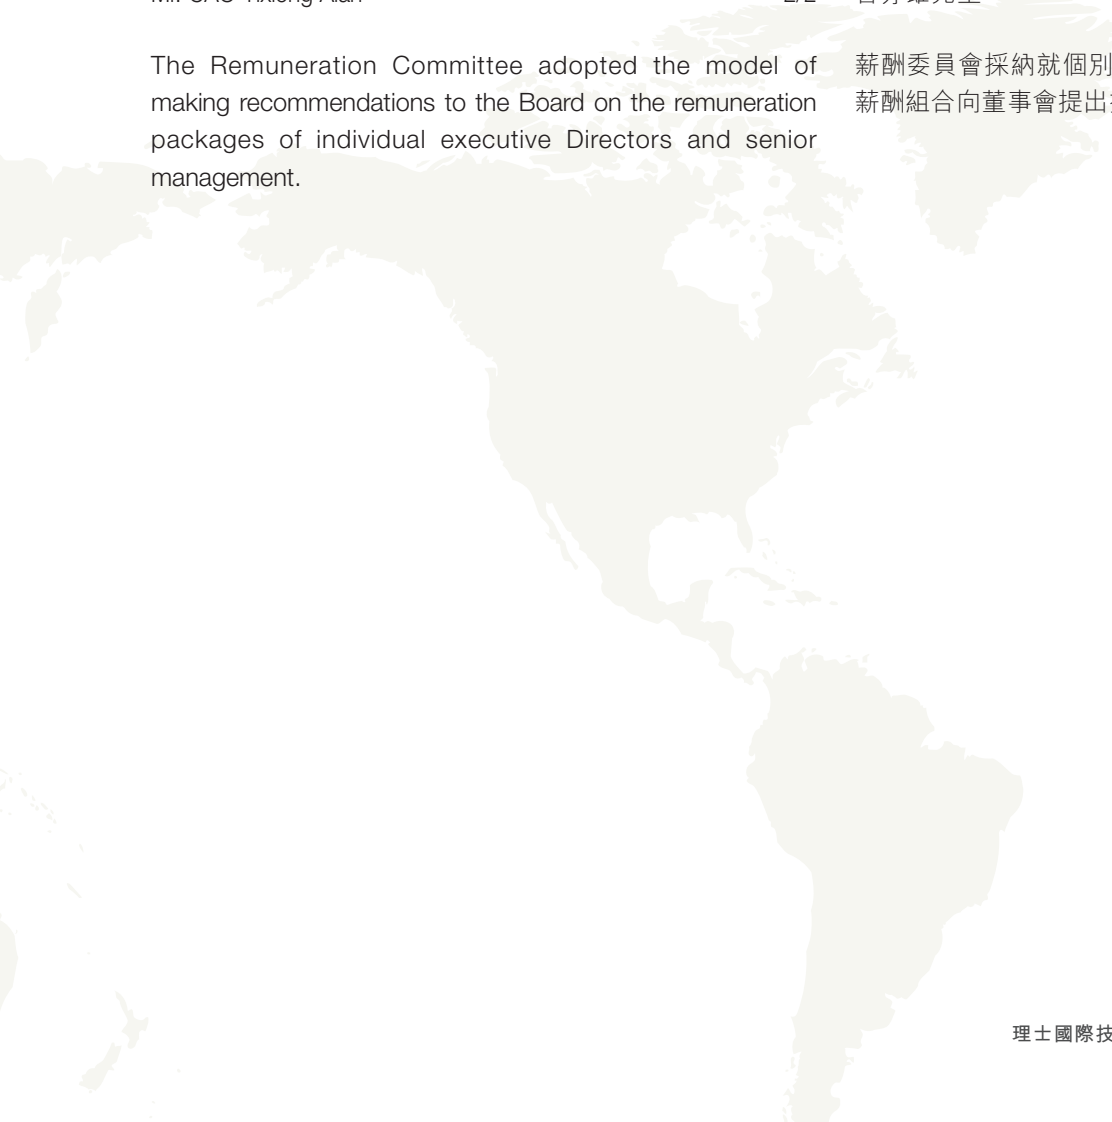 The Remuneration Committee adopted the model of
making recommendations to the Board on the remuneration
packages of individual executive Directors and senior
management.
薪酬委員會採納就個別
薪酬組合向董事會提出
理士國際技